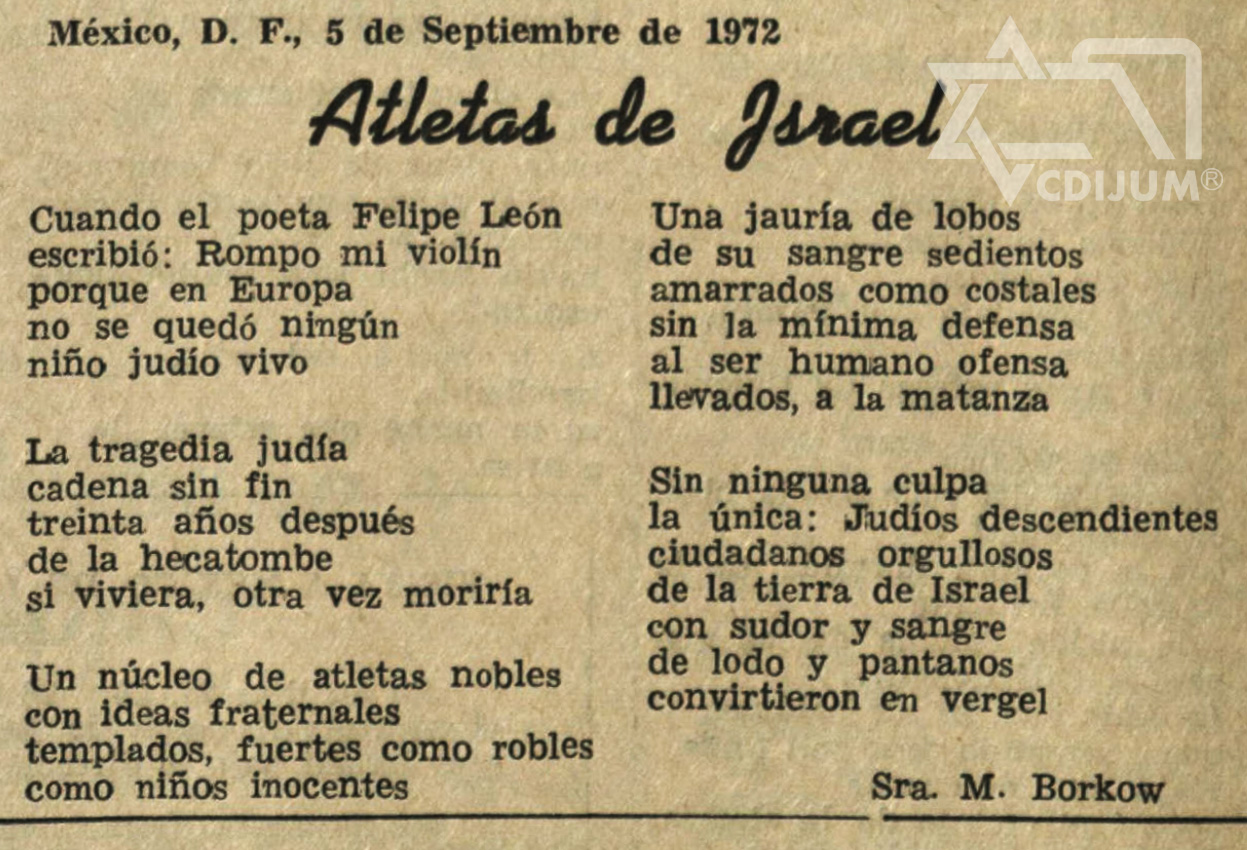 México, D. F., 5 de Septiembre de 1972
Atletas de Israel
CDIJUM®
Cuando el poeta Felipe León
escribió: Rompo mi violín
porque en Europa
no se quedó ningún
niño judío vivo
La tragedia judía
cadena sin fin
treinta años después
de la hecatombe
si viviera, otra vez moriría
Un núcleo de atletas nobles
con ideas fraternales
templados, fuertes como robles
como niños inocentes
Una jauría de lobos
de su sangre sedientos
amarrados como costales
sin la mínima defensa
al ser humano ofensa
llevados, a la matanza
Sin ninguna culpa
la única: Judíos descendientes
ciudadanos orgullosos
de la tierra de Israel
con sudor y sangre
de lodo y pantanos
convirtieron en vergel
Sra. M. Borkow